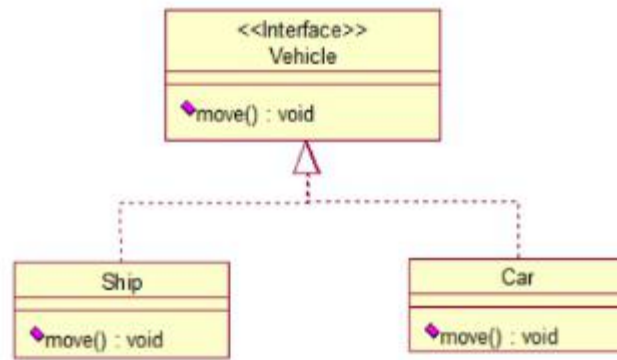 <<Interface>>
Vehicle
move() : void
Ship
move() : void
Car
move() : void